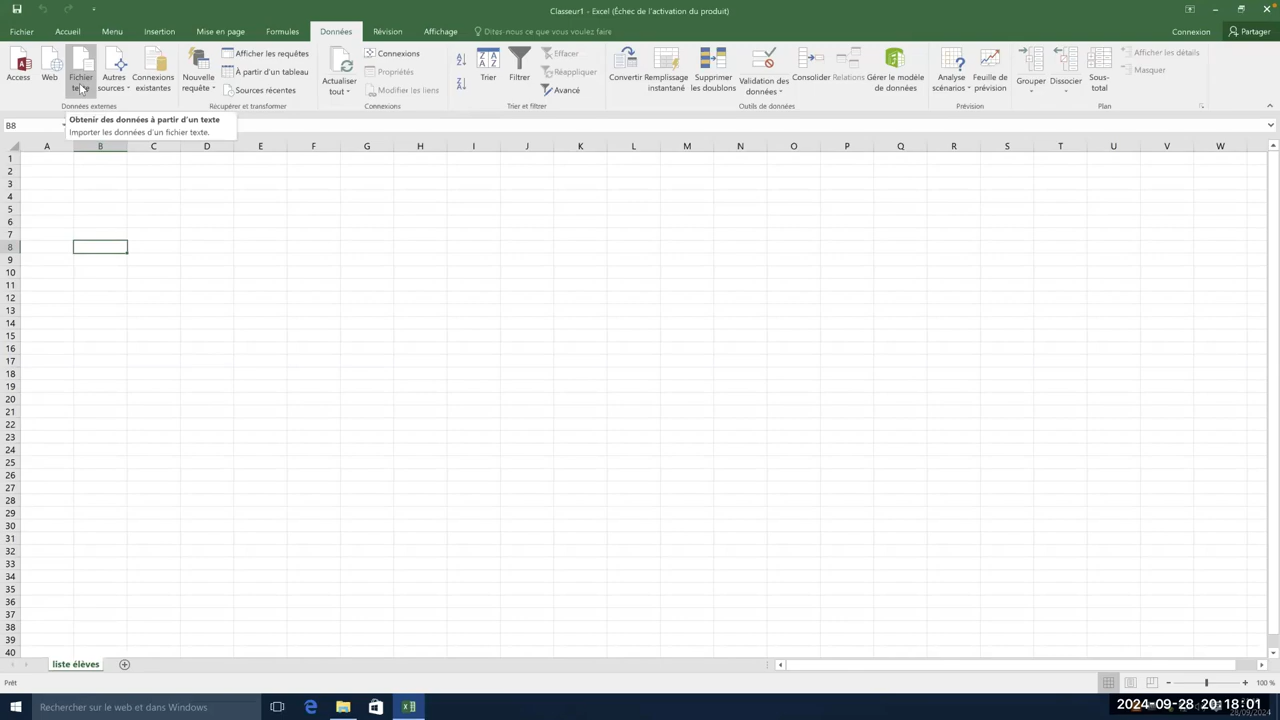 Classeur1 - Excel (Échec de l'activation du produit)
Fichier Accueil Menu Insertion Mise en page Formules Données Révision Affichage Dites-nous ce que vous voulez faire Connexion Partager
Access
Web
Fichier texte
Autres sources
Connexions existantes
Données externes
Nouvelle requête
Afficher les requêtes
À partir d'un tableau
Sources récentes
Récupérer et transformer
Actualiser tout
Connexions
Propriétés
Modifier les liens
Connexions
Trier
Filtrer
Effacer
Réappliquer
Avancé
Trier et filtrer
Convertir
Remplissage instantané
Supprimer les doublons
Validation des données
Consolider
Relations
Gérer le modèle de données
Outils de données
Analyse scénarios
Feuille de prévision
Prévision
Grouper
Dissocier
Sous-total
Afficher les détails
Masquer
Plan
B8
Obtenir des données à partir d'un texte
Importer les données d'un fichier texte.
A B C D E F G H I J K L M N O P Q R S T U V W
1
2
3
4
5
6
7
8
9
10
11
12
13
14
15
16
17
18
19
20
21
22
23
24
25
26
27
28
29
30
31
32
33
34
35
36
37
38
39
40
liste élèves
Prêt
100 %
Rechercher sur le web et dans Windows
2024-09-28 20:18:01